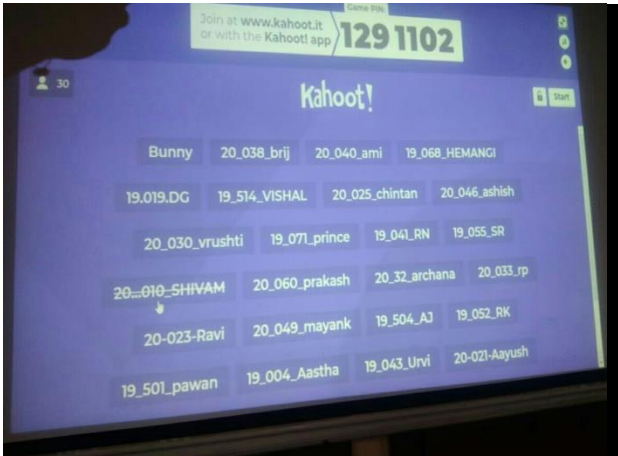 Game PIN:
Join at www.kahoot.it
or with the Kahoot! app
129 1102
30
Kahoot!
Start
Bunny 20_038_brij 20_040_ami 19_068_HEMANGI
19.019.DG 19_514_VISHAL 20_025_chintan 20_046_ashish
20_030_vrushti 19_071_prince 19_041_RN 19_055_SR
20...010_SHIVAM 20_060_prakash 20_32_archana 20_033_rp
20-023-Ravi 20_049_mayank 19_504_AJ 19_052_RK
19_501_pawan 19_004_Aastha 19_043_Urvi 20-021-Aayush